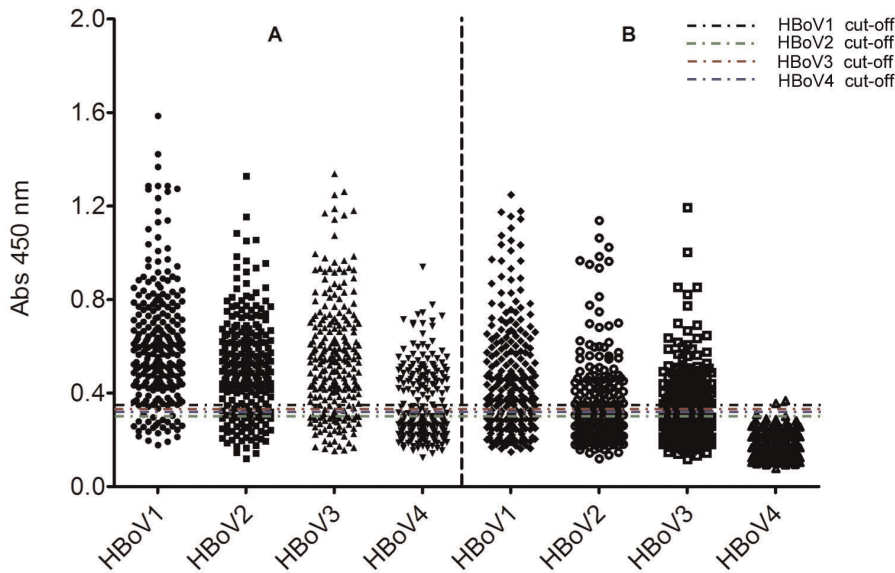 2.0
1.6
1.2
0.8
0.4
0.0
Abs 450 nm
A
B
HBoV1 cut-off
HBoV2 cut-off
HBoV3 cut-off
HBoV4 cut-off
HBoV1
HBoV2
HBoV3
HBoV4
HBoV1
HBoV2
HBoV3
HBoV4